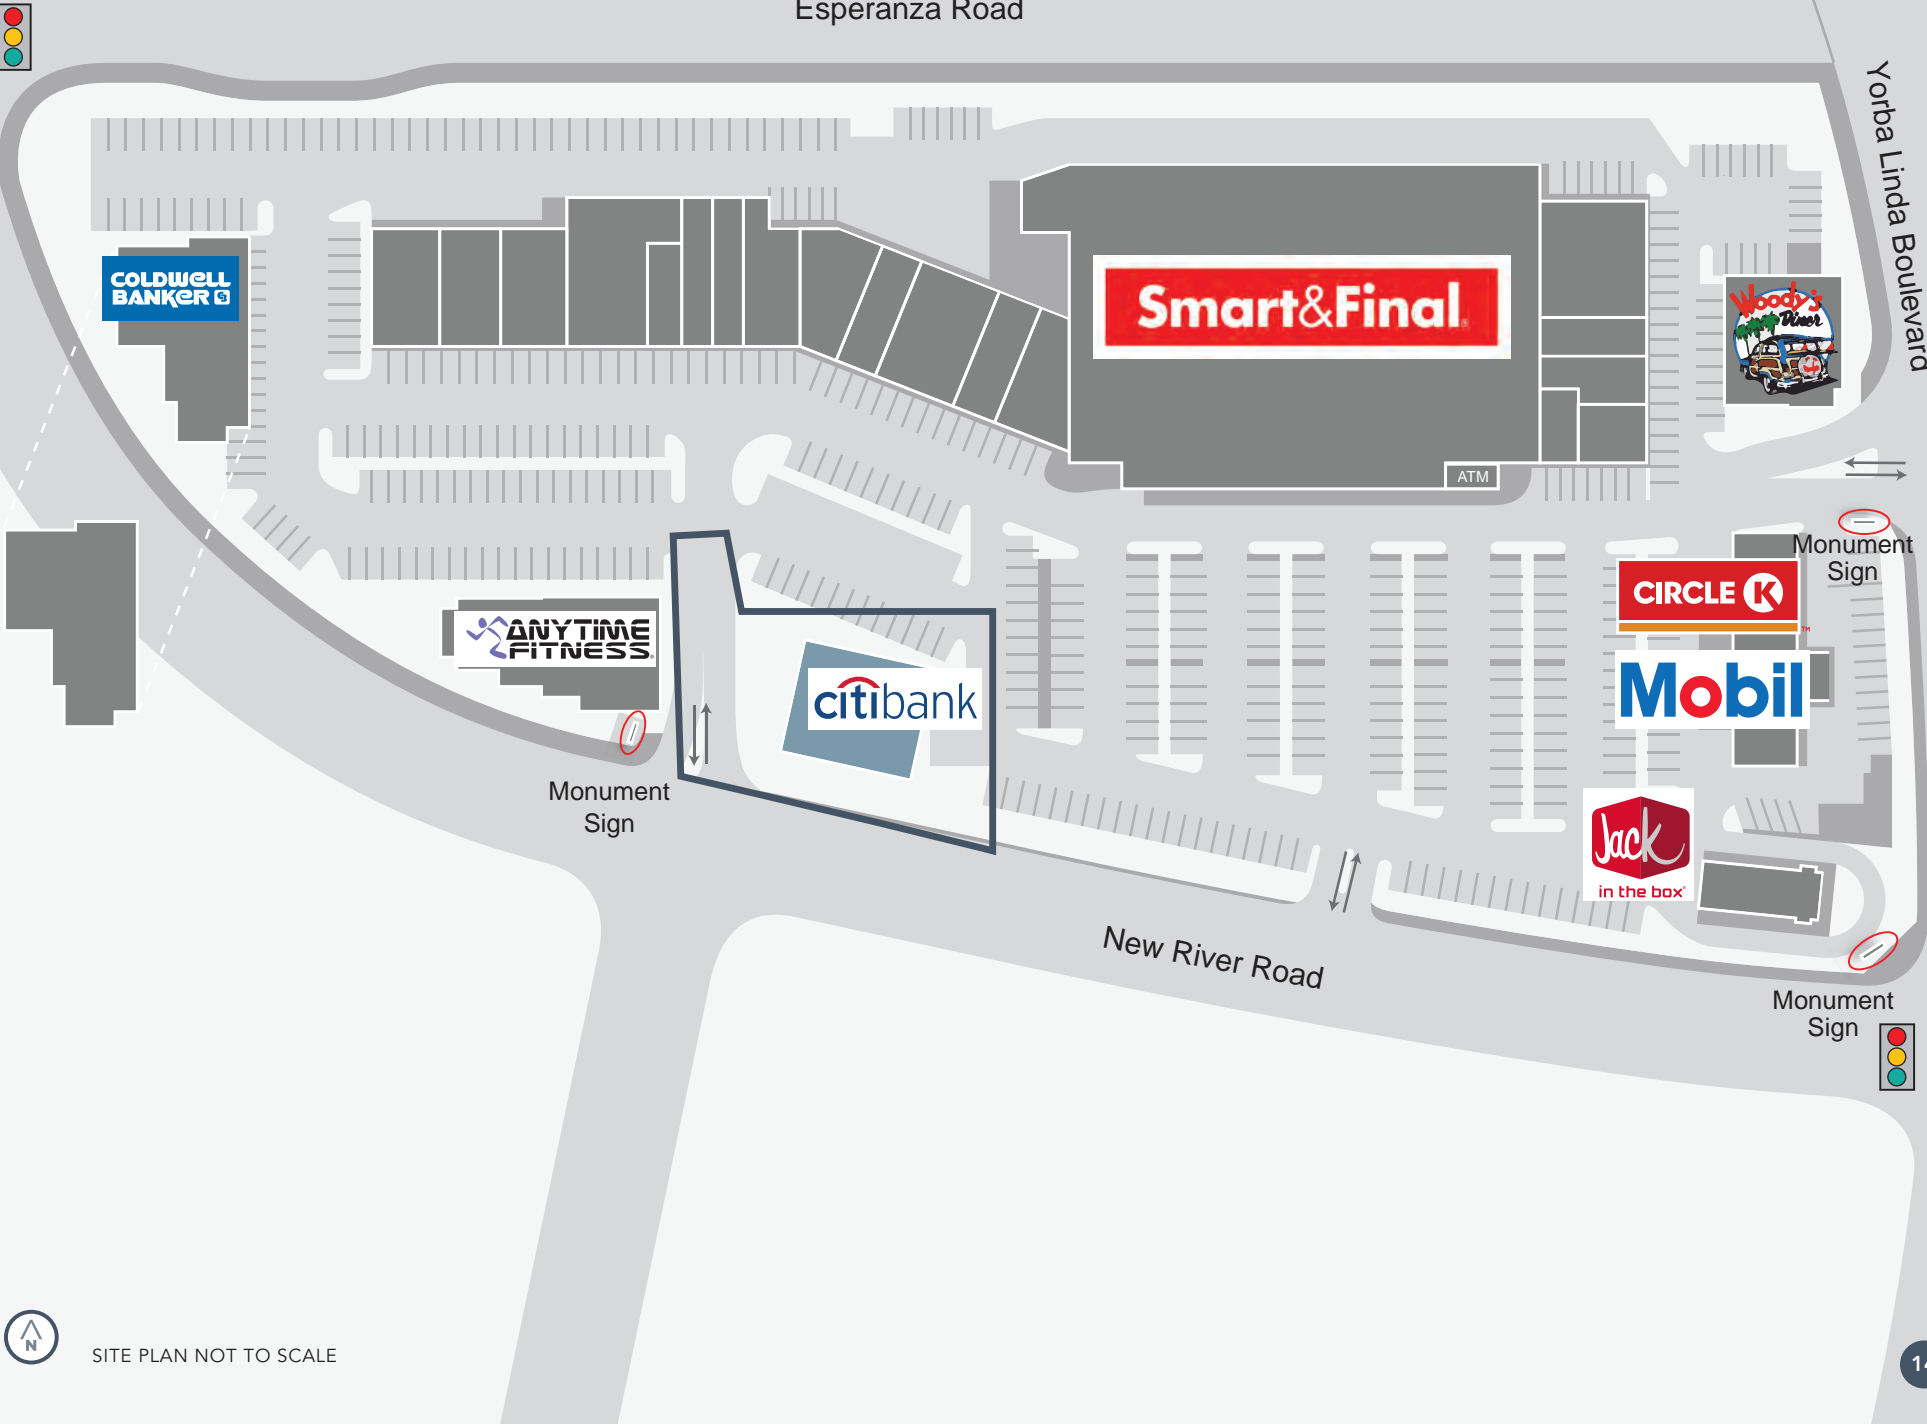 Esperanza Road
Yorba Linda Boulevard
COLDWELL
BANKER CB
Smart&Final.
Woody's
Diner
ATM
Monument
Sign
CIRCLE K
ANYTIME
FITNESS
citibank
Mobil
Monument
Sign
Jack
in the box
New River Road
Monument
Sign
N
SITE PLAN NOT TO SCALE